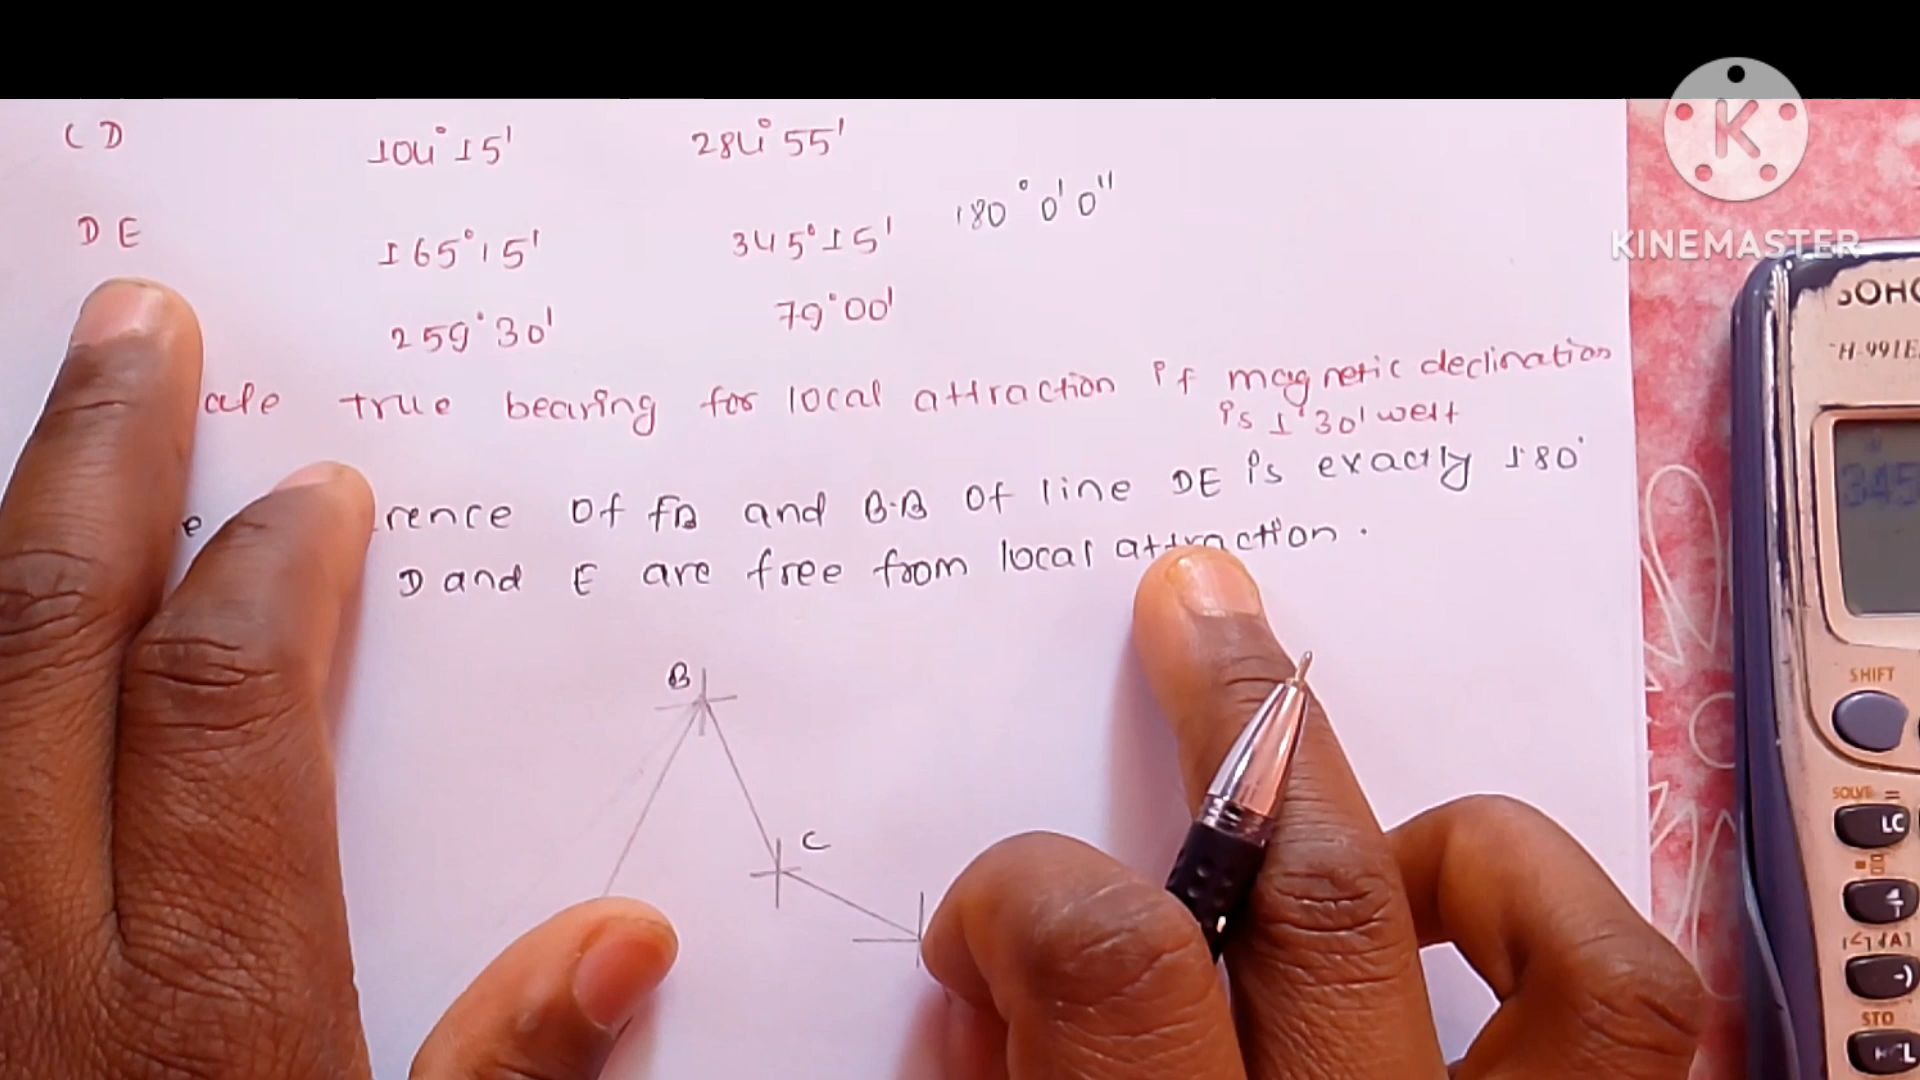 CD 104°15' 284°55'
DE 165°15' 345°15' 180°0'0"
259°30' 79°00'
true bearing for local attraction if magnetic declination
is 1°30' west
rence of FB and B.B of line DE is exactly 180°
D and E are free from local attraction.
B
C
K
KINEMASTER
345
SHIFT
SOLVE =
STO